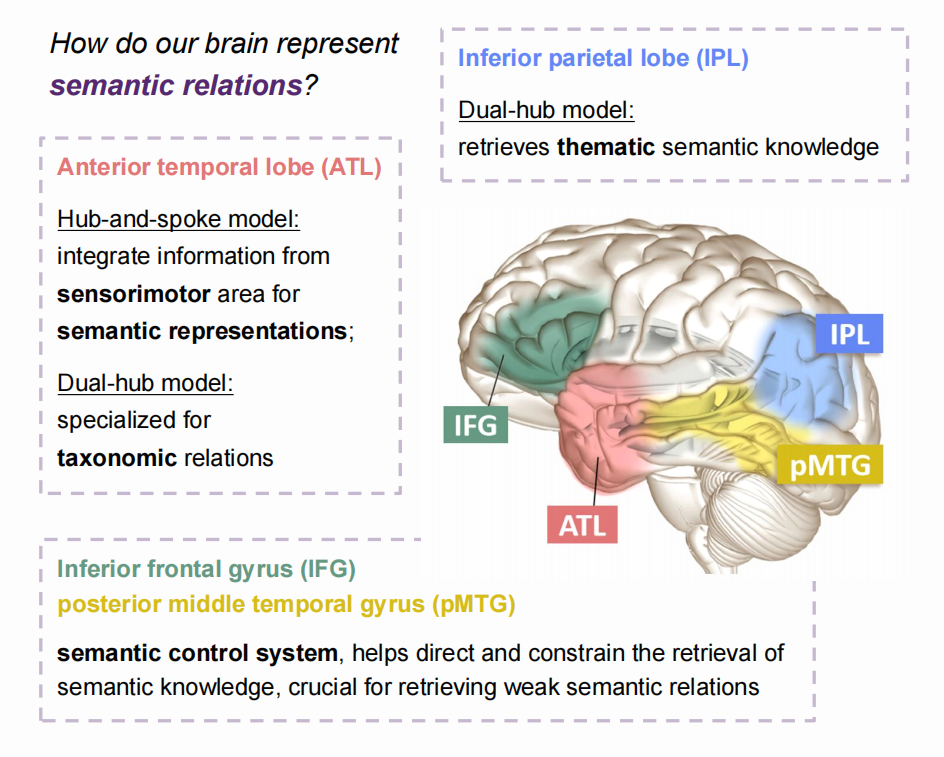 How do our brain represent
semantic relations?
Inferior parietal lobe (IPL)
Dual-hub model:
retrieves thematic semantic knowledge
Anterior temporal lobe (ATL)
Hub-and-spoke model:
integrate information from
sensorimotor area for
semantic representations;
Dual-hub model:
specialized for
taxonomic relations
IPL
IFG
pMTG
ATL
Inferior frontal gyrus (IFG)
posterior middle temporal gyrus (pMTG)
semantic control system, helps direct and constrain the retrieval of
semantic knowledge, crucial for retrieving weak semantic relations